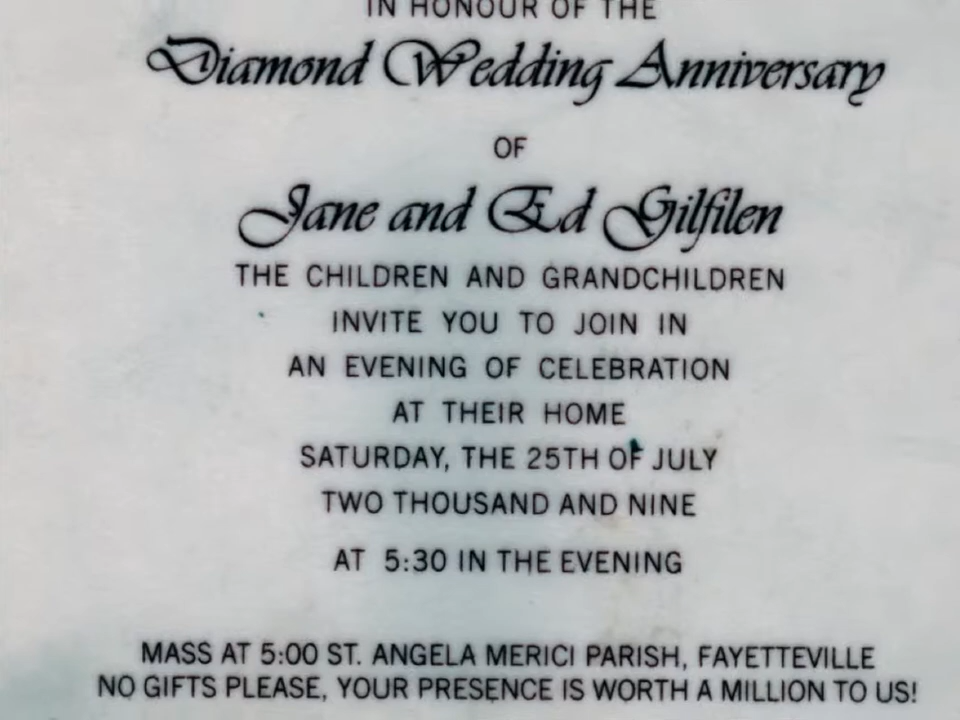 IN HONOUR OF THE
Diamond Wedding Anniversary
OF
Jane and Ed Gilfilen
THE CHILDREN AND GRANDCHILDREN
INVITE YOU TO JOIN IN
AN EVENING OF CELEBRATION
AT THEIR HOME
SATURDAY, THE 25TH OF JULY
TWO THOUSAND AND NINE
AT 5:30 IN THE EVENING
MASS AT 5:00 ST. ANGELA MERICI PARISH, FAYETTEVILLE
NO GIFTS PLEASE, YOUR PRESENCE IS WORTH A MILLION TO US!